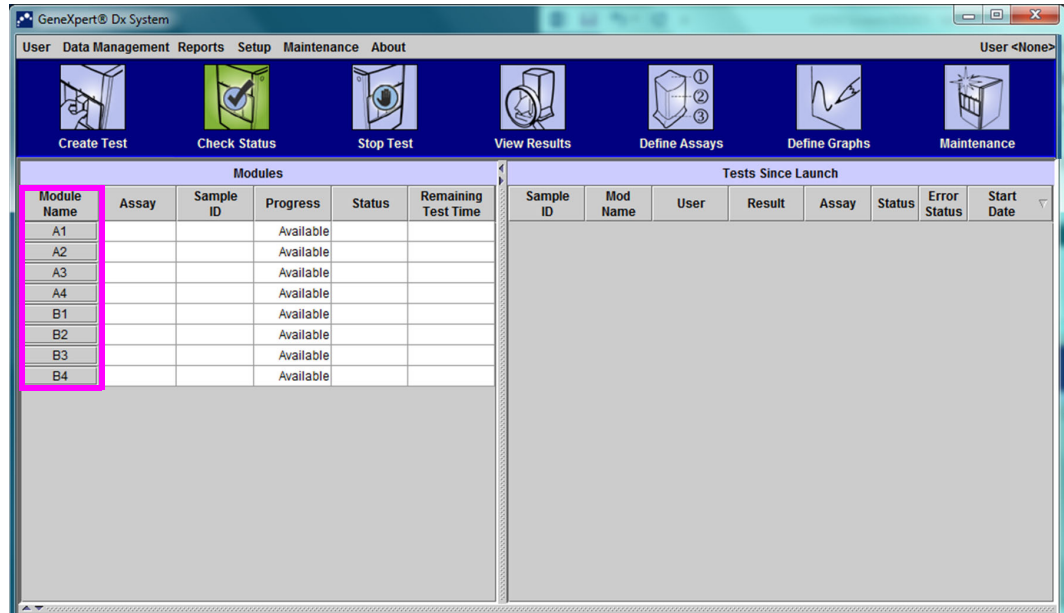 GeneXpert® Dx System
User Data Management Reports Setup Maintenance About User <None>
Create Test Check Status Stop Test View Results Define Assays Define Graphs Maintenance
① ② ③
Modules Tests Since Launch
Module Name Assay Sample ID Progress Status Remaining Test Time Sample ID Mod Name User Result Assay Status Error Status Start Date
A1 Available
A2 Available
A3 Available
A4 Available
B1 Available
B2 Available
B3 Available
B4 Available